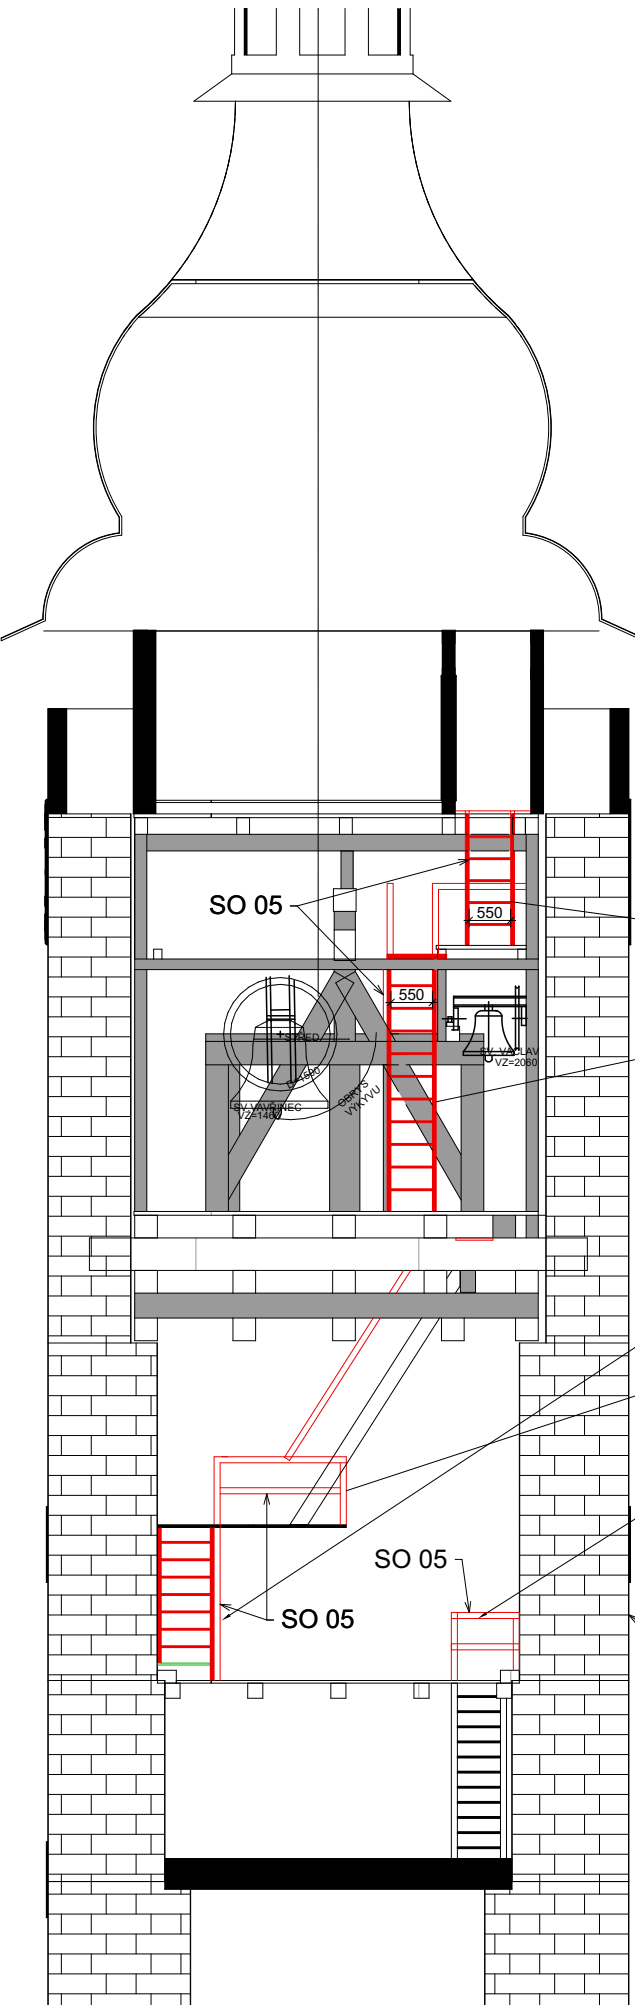 SO 05
550
550
STŘED
D=1590
SV. VAVŘINEC
VZ=1460
OBRYS
VÝKYVU
SV. VÁCLAV
VZ=2060
SO 05
SO 05